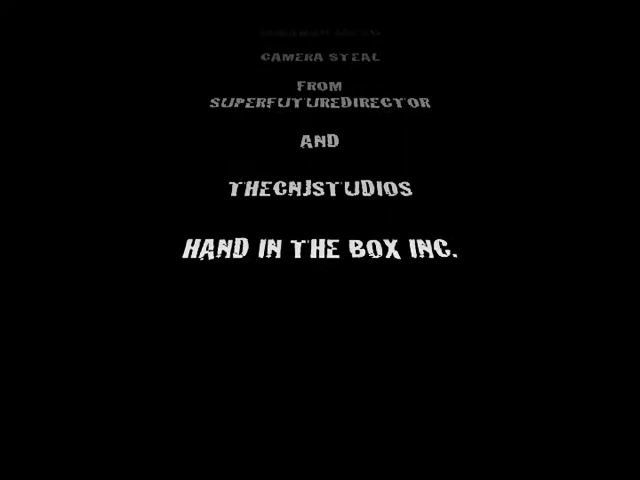 CAMERA STEAL
FROM
SUPERFUTUREDIRECTOR
AND
THECNJSTUDIOS
HAND IN THE BOX INC.